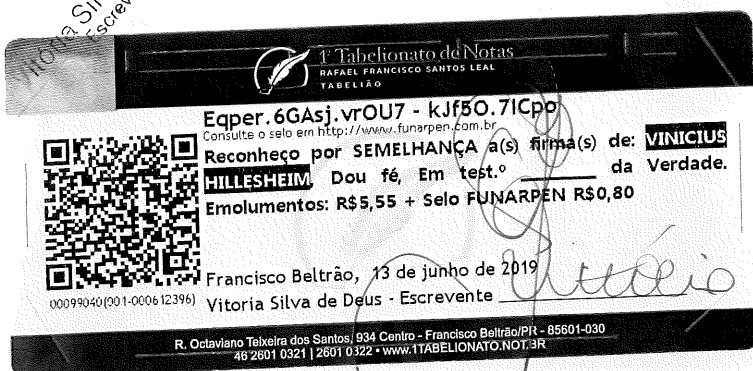 1º Tabelionato de Notas
RAFAEL FRANCISCO SANTOS LEAL
TABELIÃO
Eqper.6GAsj.vrOU7 - kJf5O.7ICpo
Consulte o selo em http://www.funarpen.com.br
Reconheço por SEMELHANÇA a(s) firma(s) de: VINICIUS
HILLESHEIM. Dou fé, Em test.º ________ da Verdade.
Emolumentos: R$5,55 + Selo FUNARPEN R$0,80
Francisco Beltrão, 13 de junho de 2019
00099040(001-000612396)
Vitoria Silva de Deus - Escrevente
R. Octaviano Teixeira dos Santos, 934 Centro - Francisco Beltrão/PR - 85601-030
46 2601 0321 | 2601 0322 • www.1TABELIONATO.NOT.BR